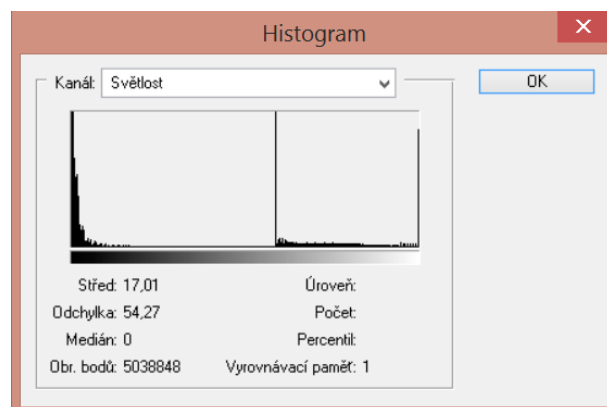 Histogram
Kanál: Světlost
OK
Střed: 17,01 Úroveň:
Odchylka: 54,27 Počet:
Medián: 0 Percentil:
Obr. bodů: 5038848 Vyrovnávací paměť: 1